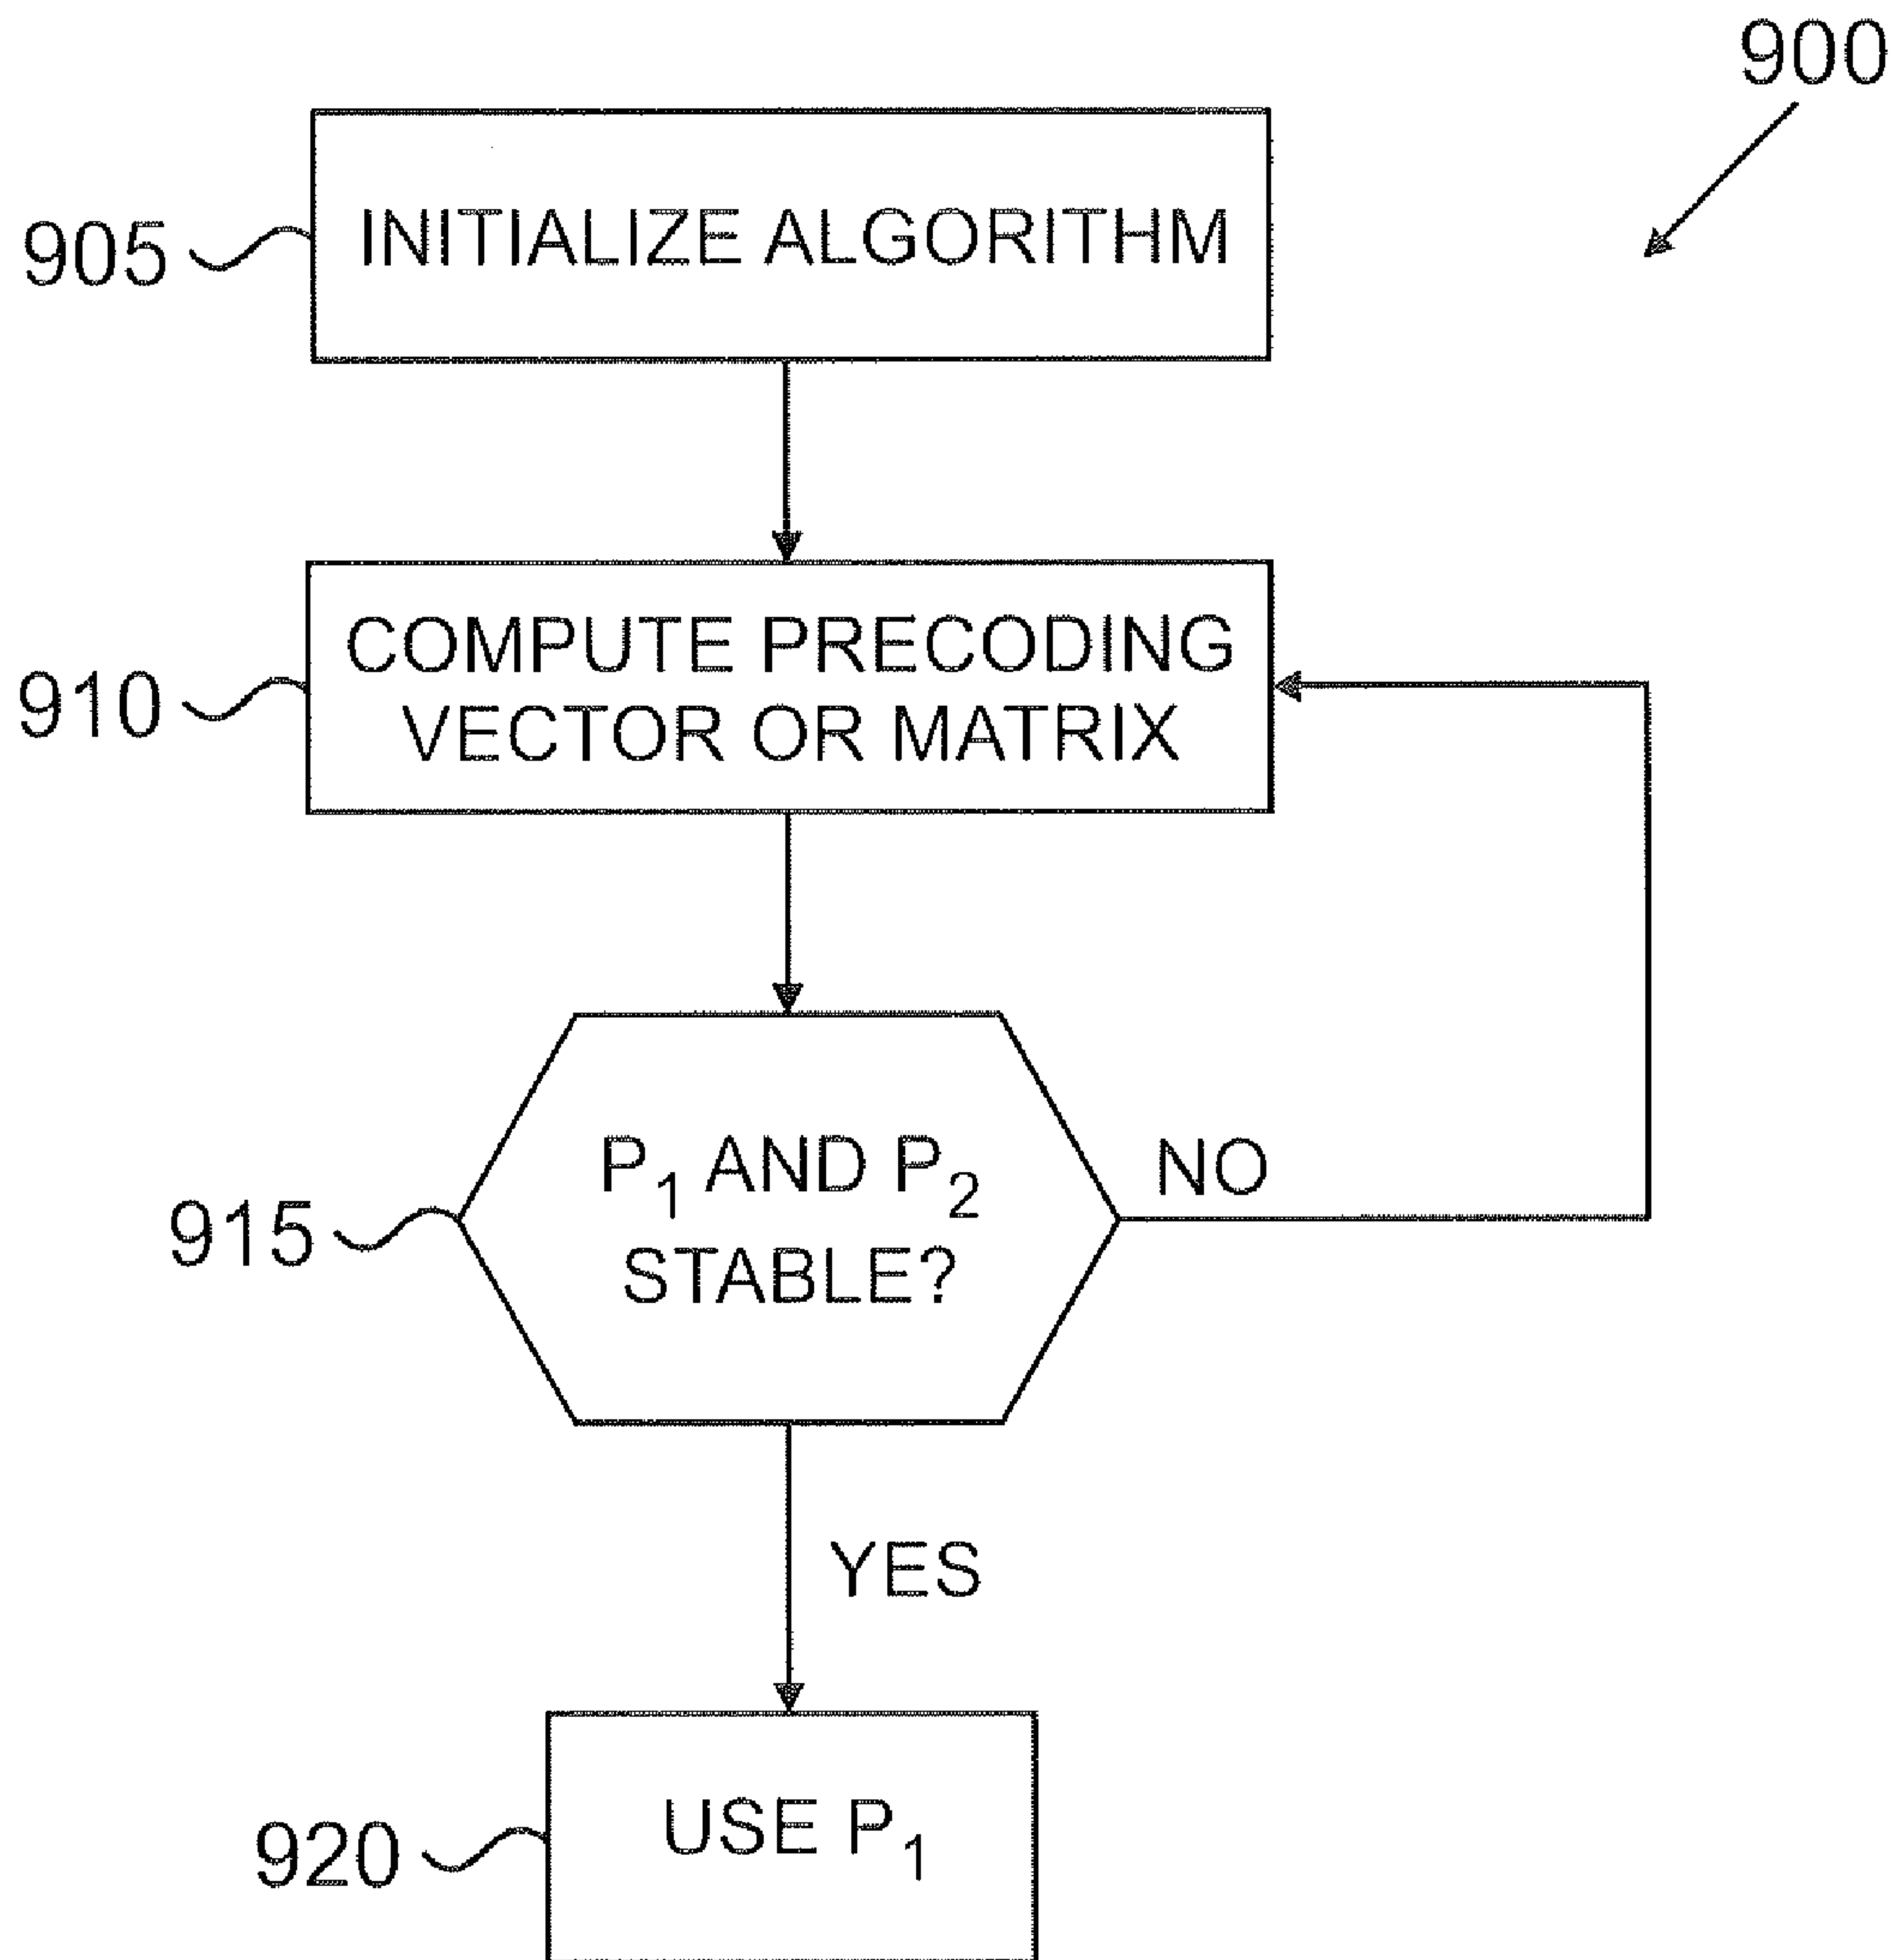 900
905
INITIALIZE ALGORITHM
910
COMPUTE PRECODING
VECTOR OR MATRIX
915
P1 AND P2
STABLE?
NO
YES
920
USE P1